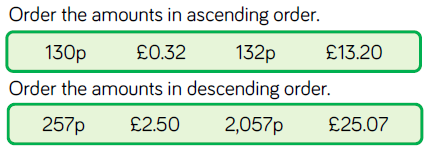 Order the amounts in ascending order.
130p £0.32 132p £13.20
Order the amounts in descending order.
257p £2.50 2,057p £25.07